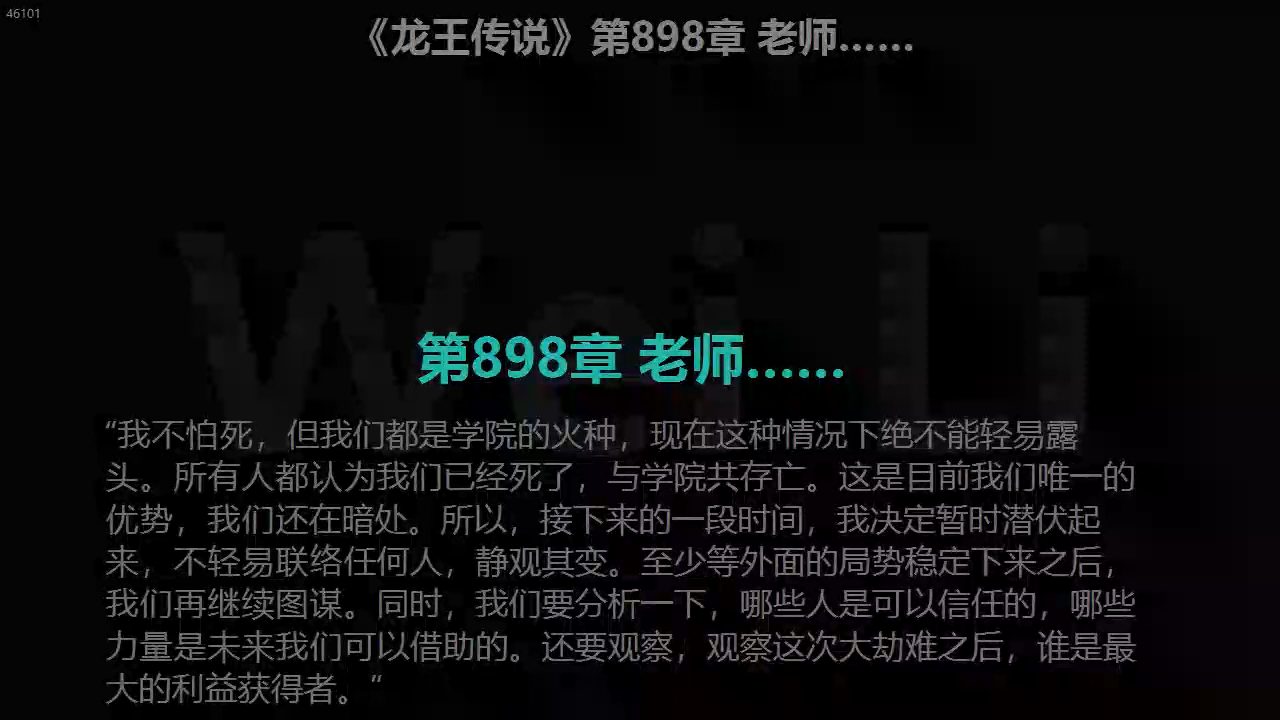 46101
《龙王传说》第898章 老师......
Wei Li
第898章 老师......
“我不怕死，但我们都是学院的火种，现在这种情况下绝不能轻易露
头。所有人都认为我们已经死了，与学院共存亡。这是目前我们唯一的
优势，我们还在暗处。所以，接下来的一段时间，我决定暂时潜伏起
来，不轻易联络任何人，静观其变。至少等外面的局势稳定下来之后，
我们再继续图谋。同时，我们要分析一下，哪些人是可以信任的，哪些
力量是未来我们可以借助的。还要观察，观察这次大劫难之后，谁是最
大的利益获得者。“